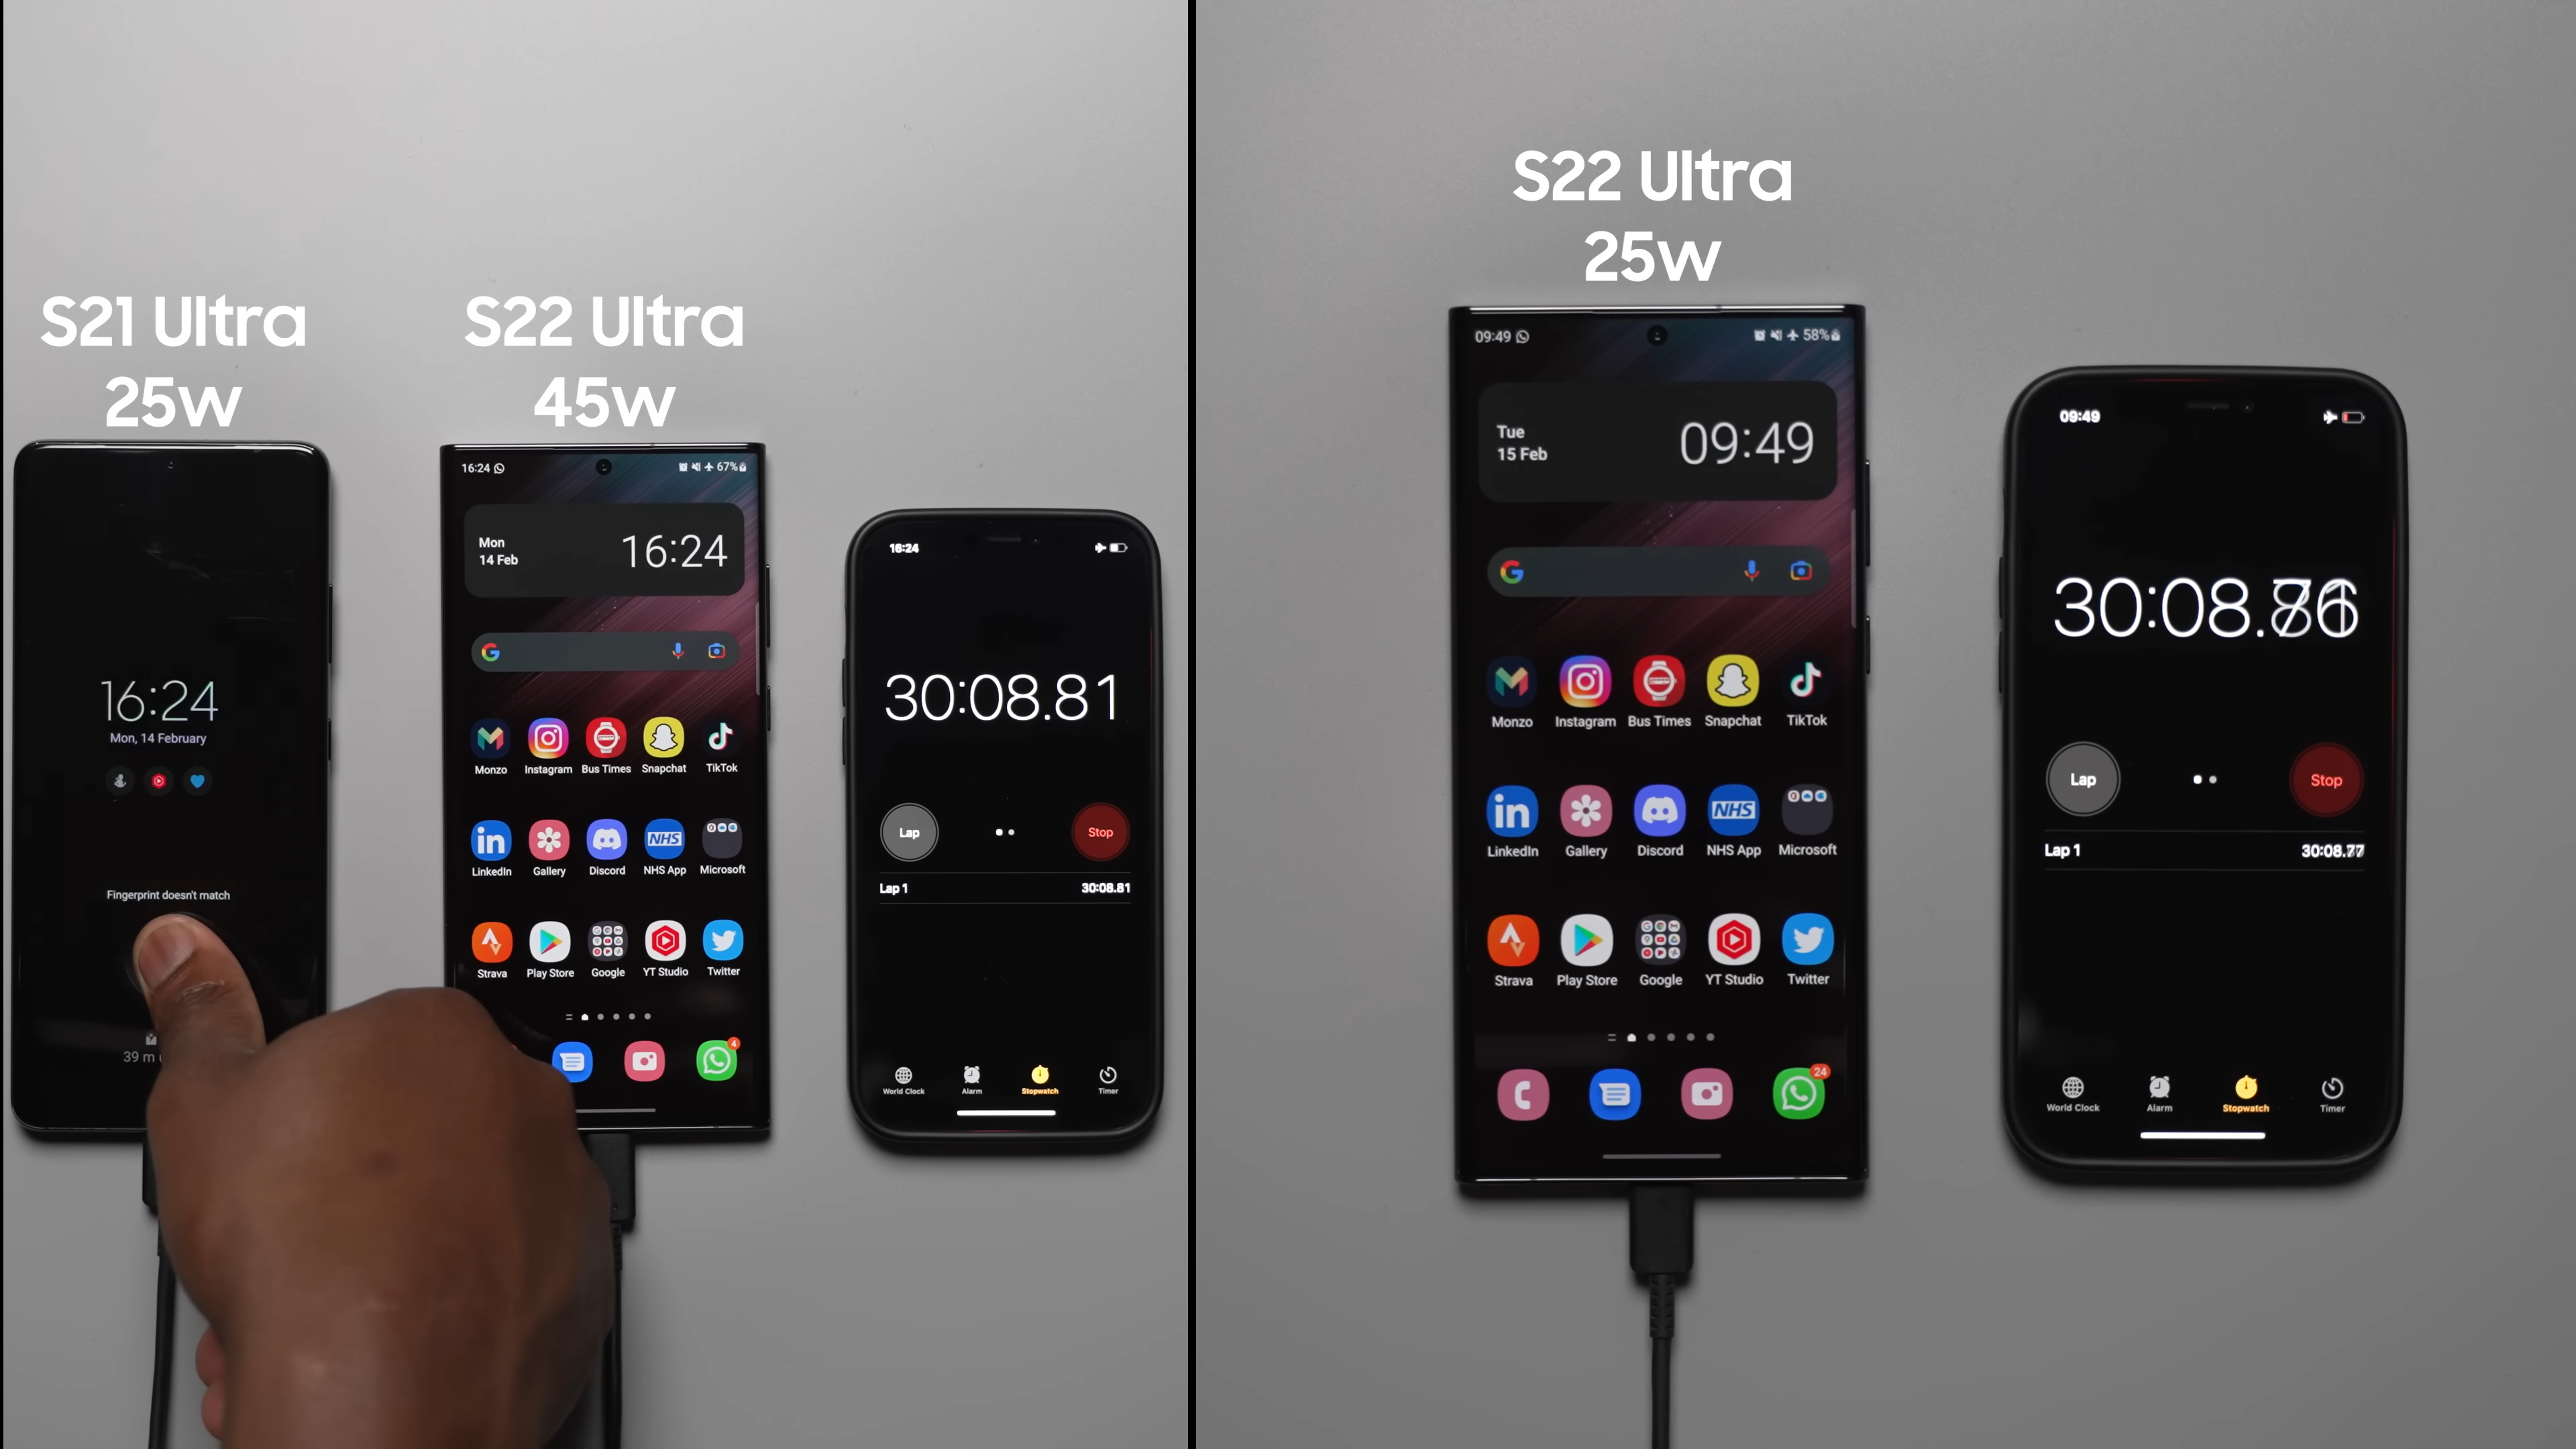 S21 Ultra
25w
16:24
Mon, 14 February
Fingerprint doesn't match
39 m
S22 Ultra
45w
16:24
67%
Mon
14 Feb
16:24
Monzo
Instagram
Bus Times
Snapchat
TikTok
LinkedIn
Gallery
Discord
NHS
NHS App
Microsoft
Strava
Play Store
Google
YT Studio
Twitter
4
16:24
30:08.81
Lap
Stop
Lap 1
30:08.81
World Clock
Alarm
Stopwatch
Timer
S22 Ultra
25w
09:49
58%
Tue
15 Feb
09:49
Monzo
Instagram
Bus Times
Snapchat
TikTok
LinkedIn
Gallery
Discord
NHS
NHS App
Microsoft
Strava
Play Store
Google
YT Studio
Twitter
24
09:49
30:08.
Lap
Stop
Lap 1
30:08.77
World Clock
Alarm
Stopwatch
Timer